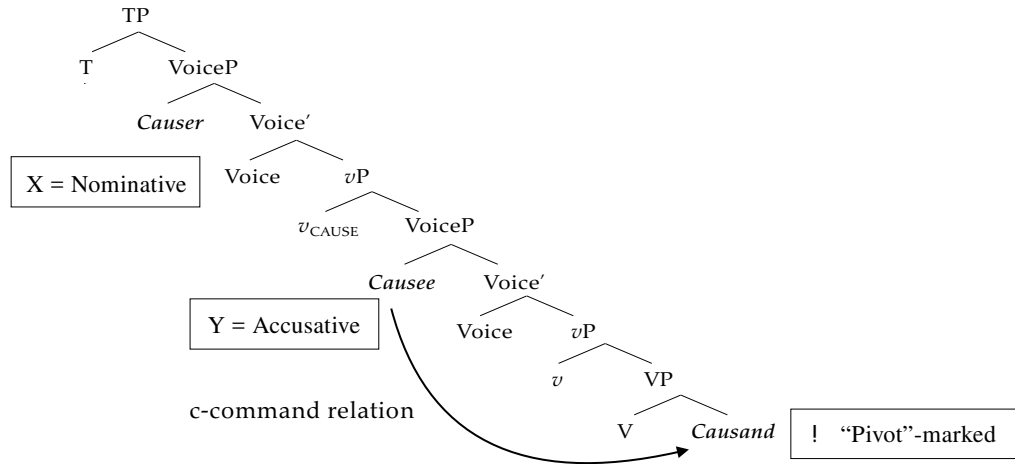 TP
T VoiceP
Causer Voice'
X = Nominative
Voice vP
vCAUSE VoiceP
Causee Voice'
Y = Accusative
Voice vP
v VP
c-command relation
V Causand
! “Pivot”-marked